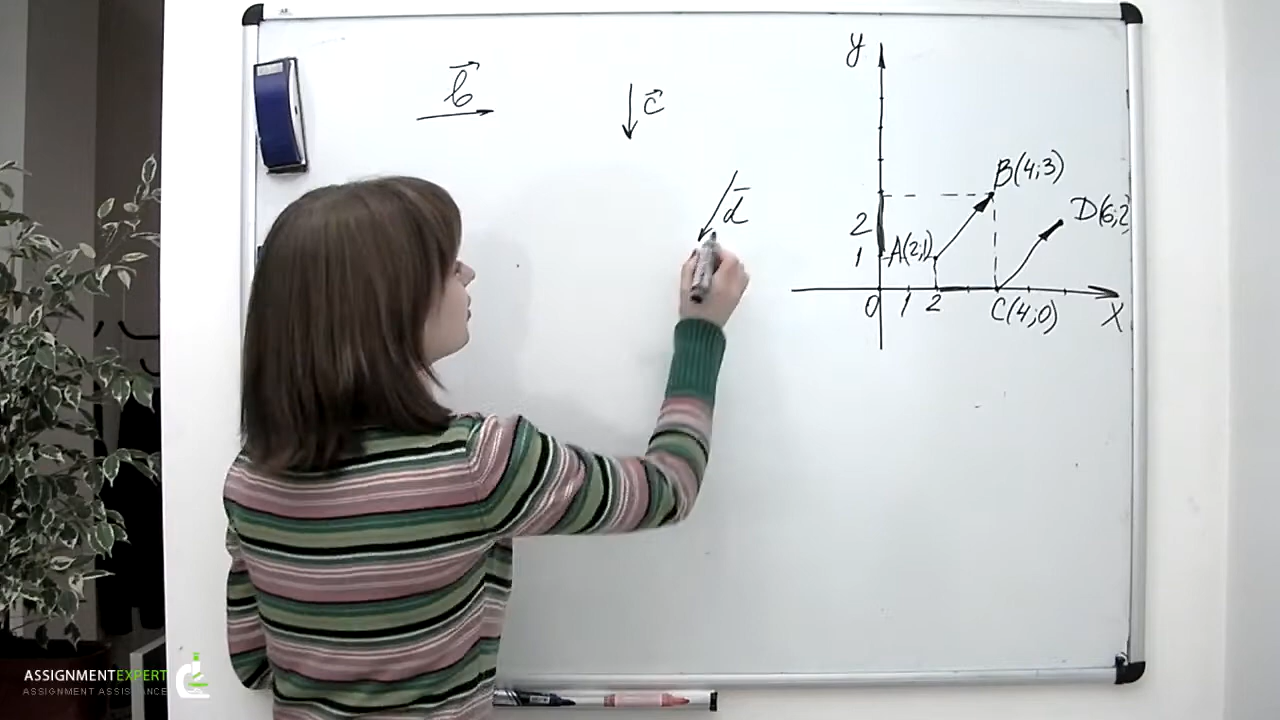 b
c
d
y
B(4;3)
D(6;2
2
A(2;1)
1
0 1 2
C(4;0)
X
ASSIGNMENTEXPERT
ASSIGNMENT ASSISTANCE